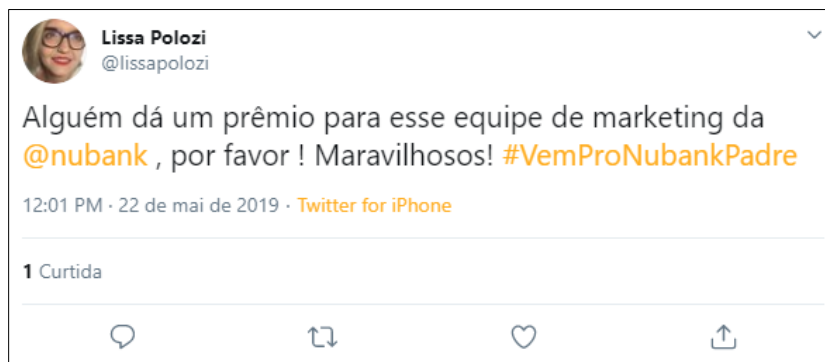 Lissa Polozi
@lissapolozi
Alguém dá um prêmio para esse equipe de marketing da
@nubank , por favor ! Maravilhosos! #VemProNubankPadre
12:01 PM · 22 de mai de 2019 · Twitter for iPhone
1 Curtida